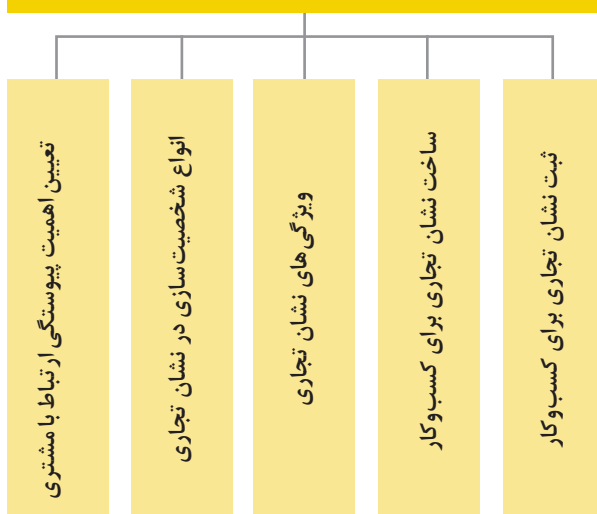 ثبت نشان تجاری برای کسب‌وکار
ساخت نشان تجاری برای کسب‌وکار
ویژگی‌های نشان تجاری
انواع شخصیت‌سازی در نشان تجاری
تعیین اهمیت پیوستگی ارتباط با مشتری